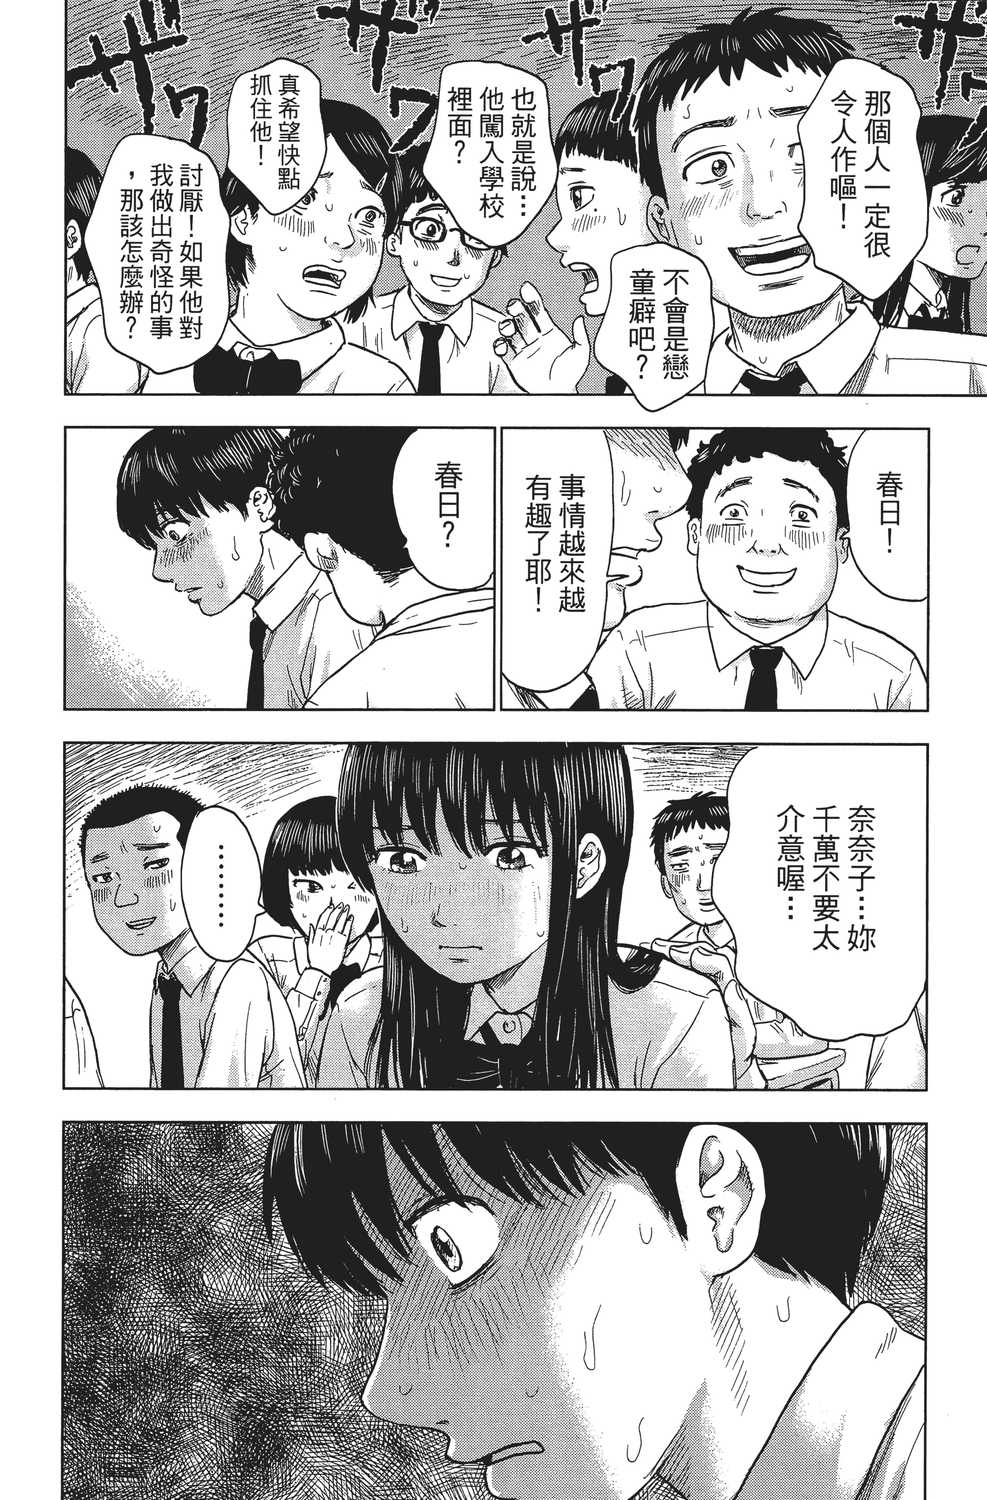 ザワ
ザワ
ザワ
那個人一定很
令人作嘔！
不會是戀
童癖吧？
也就是說⋯
他闖入學校
裡面？
真希望快點
抓住他！
討厭！如果他對
我做出奇怪的事
，那該怎麼辦？
春日！
事情越來越
有趣了耶！
春日？
奈奈子⋯妳
千萬不要太
介意喔⋯
⋯⋯